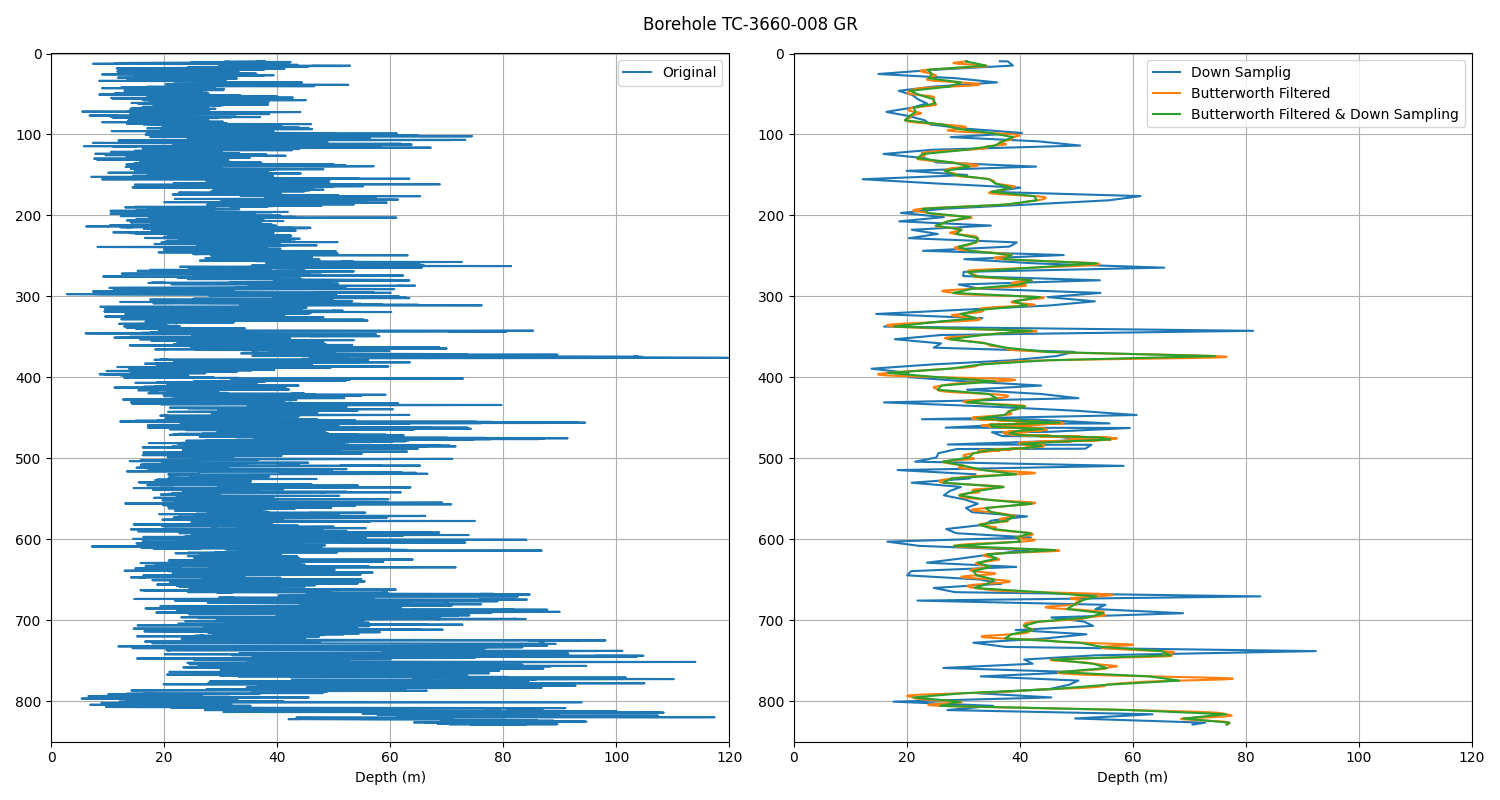 Borehole TC-3660-008 GR
Original
0
100
200
300
400
500
600
700
800
0 20 40 60 80 100 120
Depth (m)
Down Samplig
Butterworth Filtered
Butterworth Filtered & Down Sampling
0
100
200
300
400
500
600
700
800
0 20 40 60 80 100 120
Depth (m)